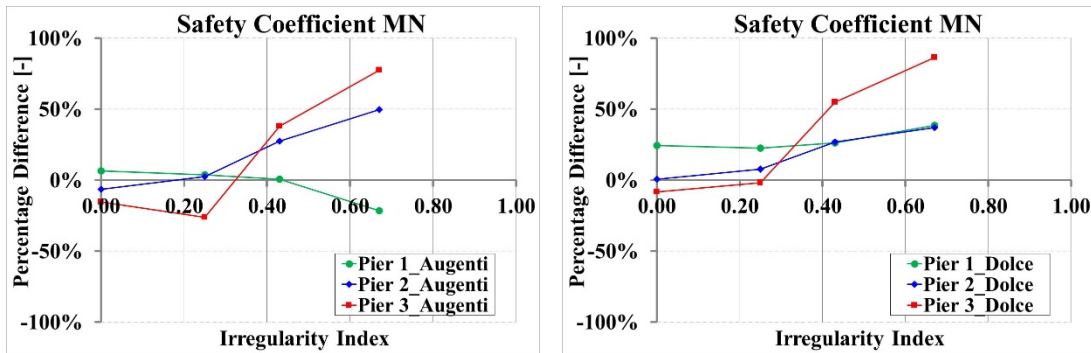 Safety Coefficient MN
100%
50%
0%
-50%
-100%
0.00 0.20 0.40 0.60 0.80 1.00
Percentage Difference [-]
Pier 1_Augenti
Pier 2_Augenti
Pier 3_Augenti
Irregularity Index
Safety Coefficient MN
100%
50%
0%
-50%
-100%
0.00 0.20 0.40 0.60 0.80 1.00
Percentage Difference [-]
Pier 1_Dolce
Pier 2_Dolce
Pier 3_Dolce
Irregularity Index